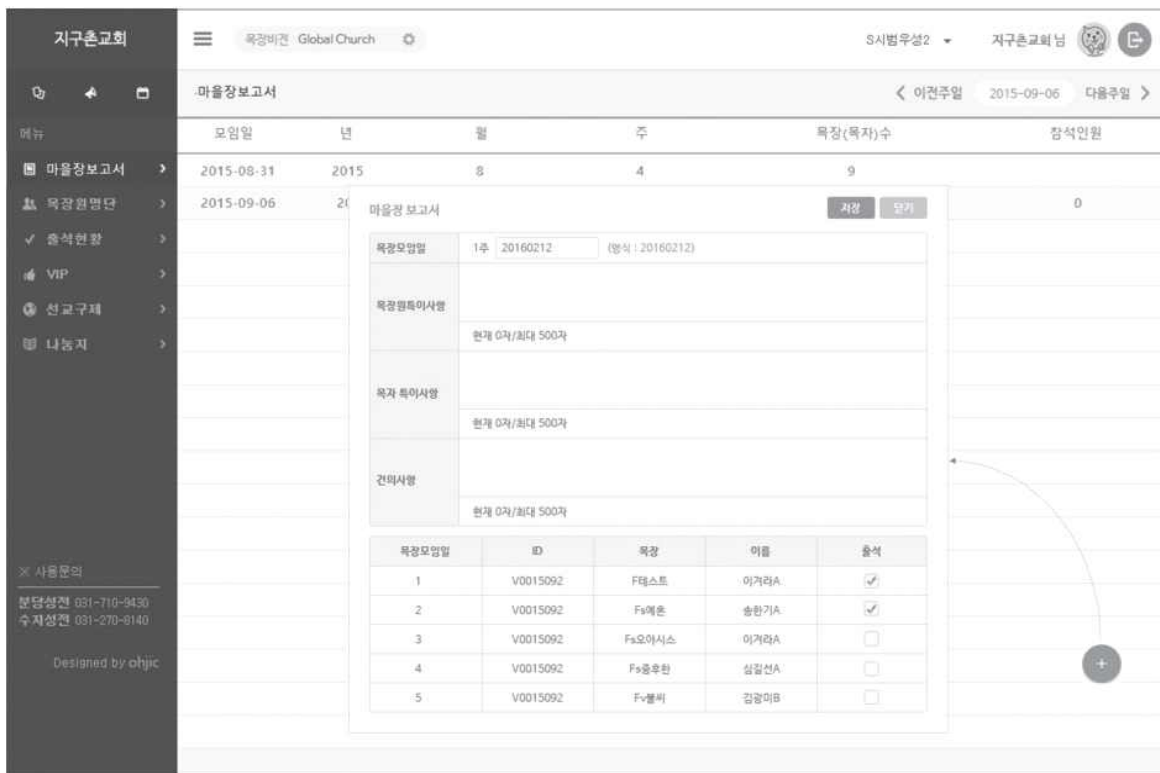 지구촌교회
목장비전 Global Church
S시범우성2
지구촌교회 님
마을장보고서
이전주일 2015-09-06 다음주일
메뉴
마을장보고서
목장원명단
출석현황
VIP
선교구제
나눔지
모임일 년 월 주 목장(목자)수 참석인원
2015-08-31 2015 8 4 9
2015-09-06 20 0
마을장 보고서 저장 닫기
목장모임일 1주 20160212 (형식 : 20160212)
목장원특이사항
현재 0자/최대 500자
목자 특이사항
현재 0자/최대 500자
건의사항
현재 0자/최대 500자
목장모임일 ID 목장 이름 출석
1 V0015092 F테스트 이겨라A
2 V0015092 Fs예혼 송한기A
3 V0015092 Fs오아시스 이겨라A
4 V0015092 심길선A
5 V0015092 Fv불씨 김광미B
※ 사용문의
분당성전 031-710-9430
수지성전 031-270-8140
Designed by ohjic